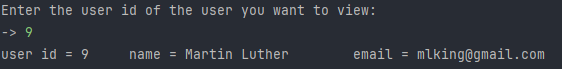 Enter the user id of the user you want to view:
-> 9
user id = 9     name = Martin Luther        email = mlking@gmail.com